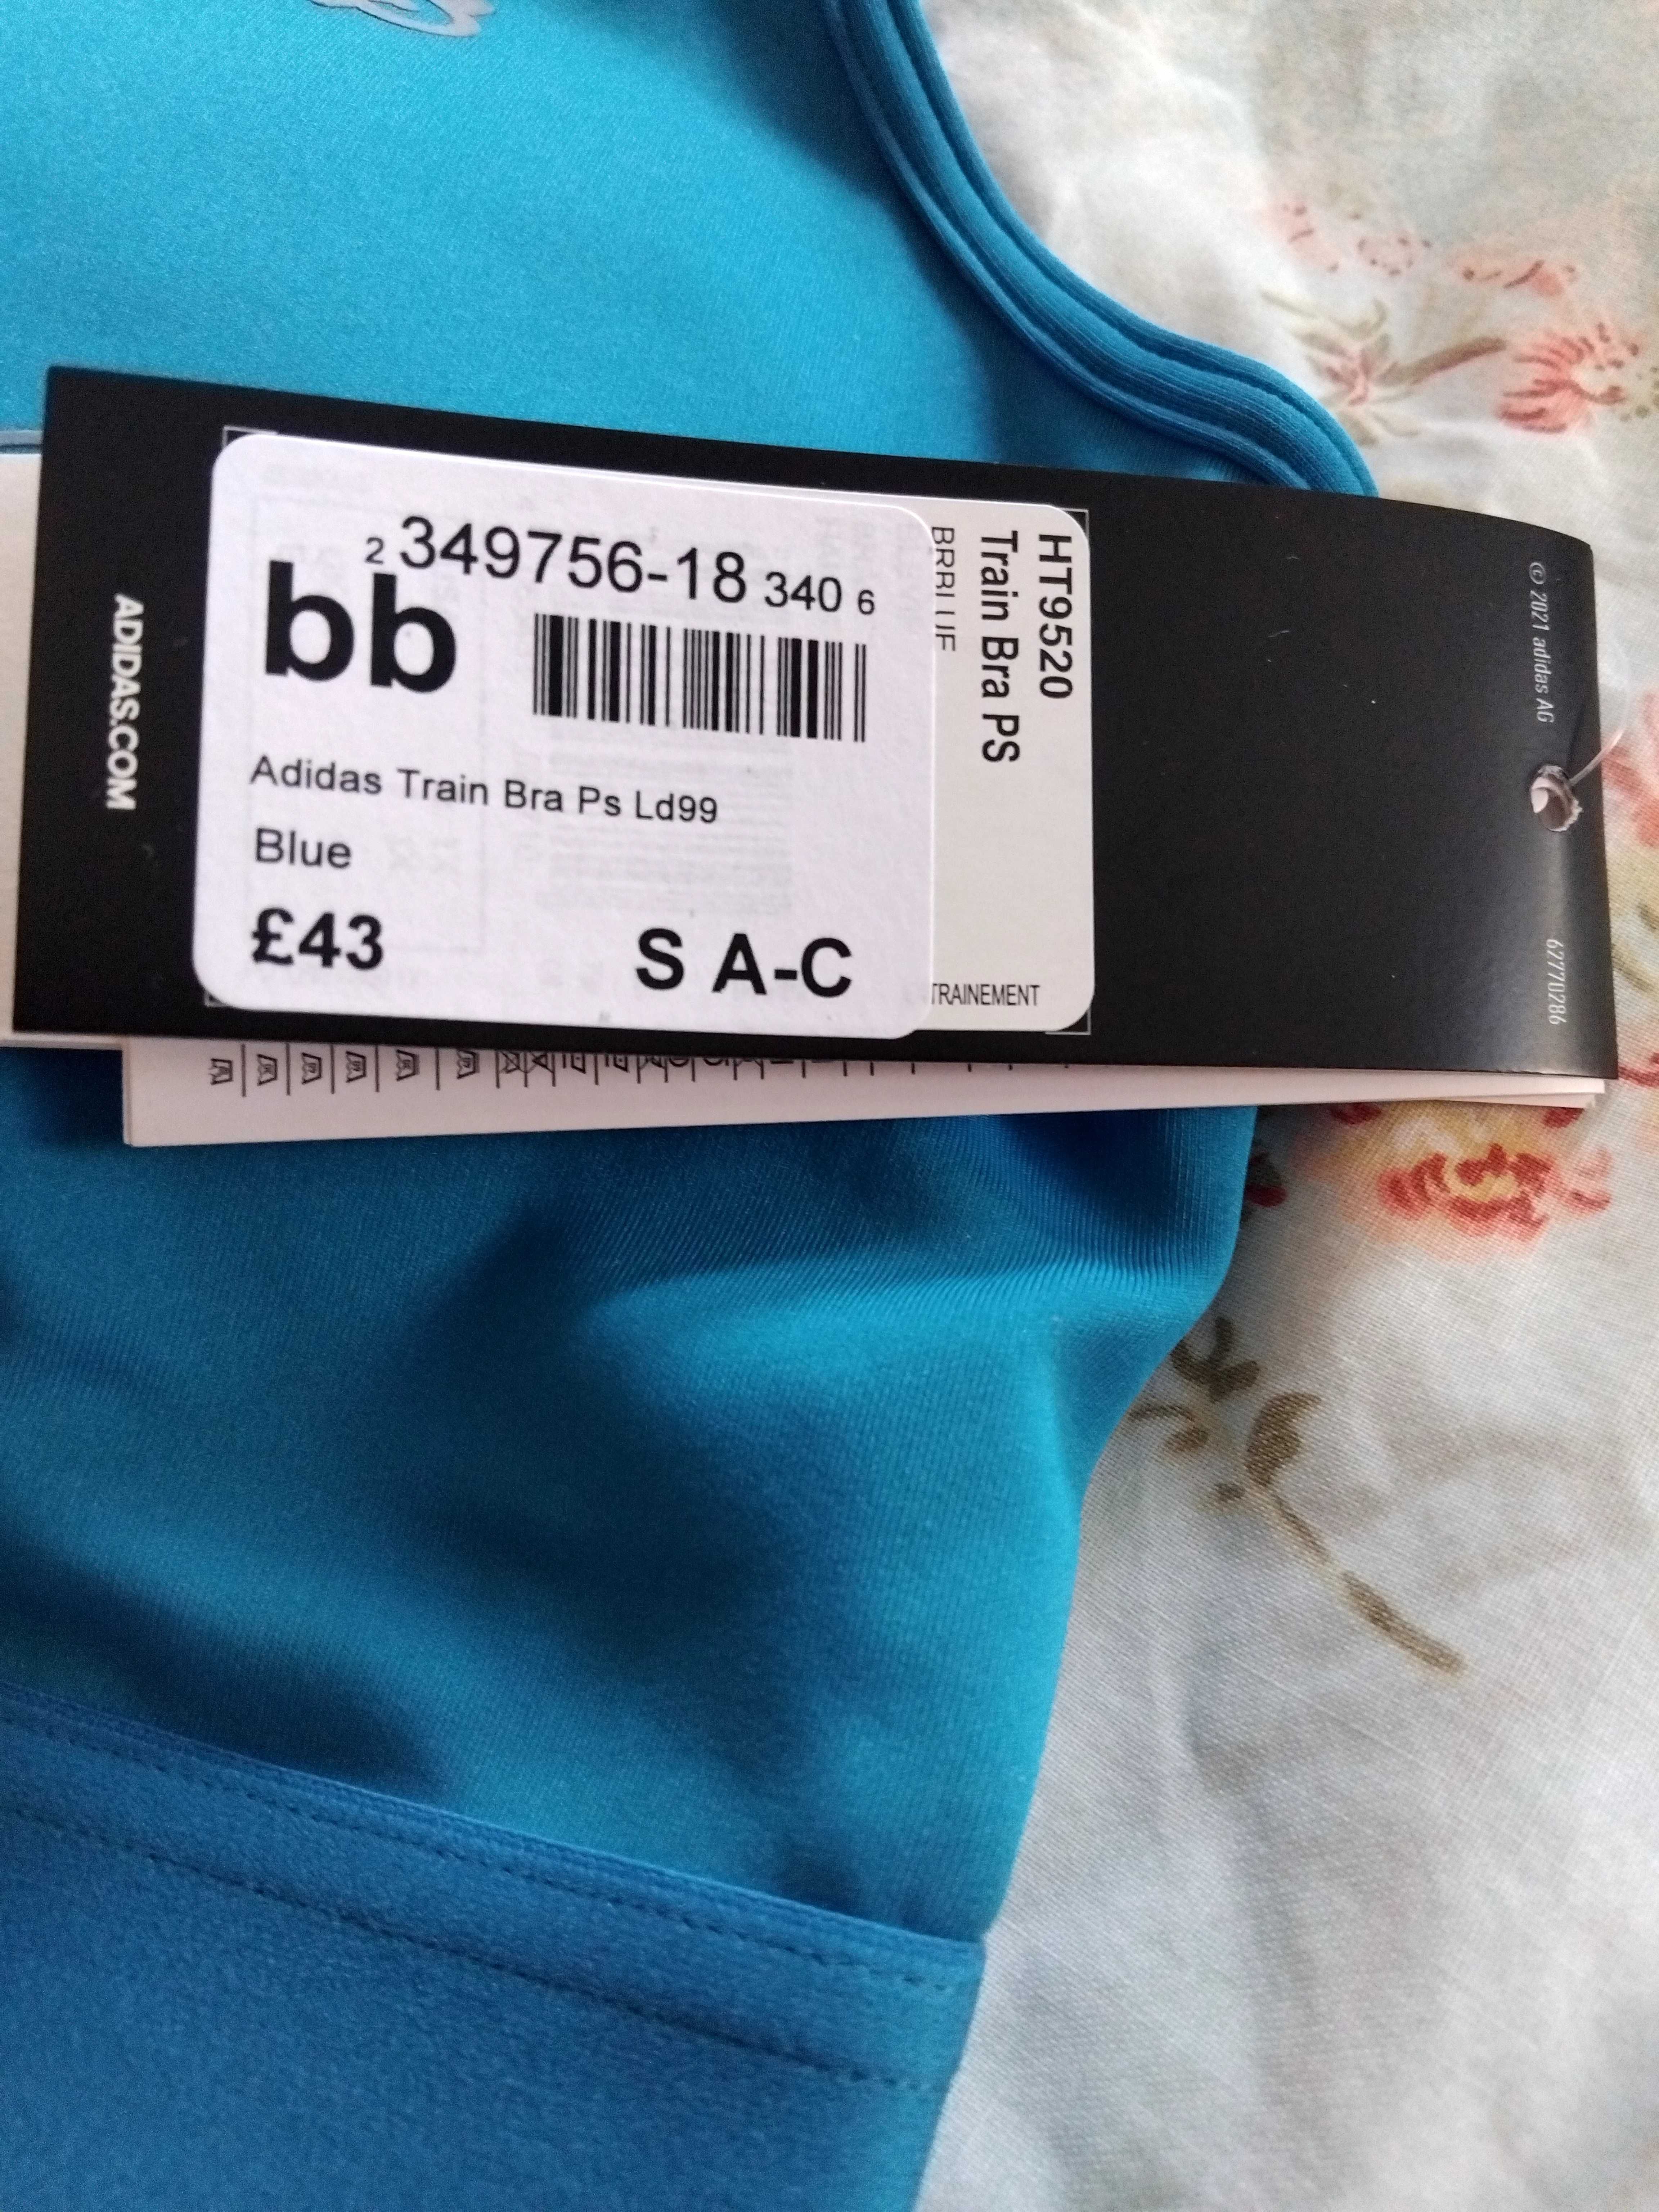 2 349756-18 340 6
bb
Adidas Train Bra Ps Ld99
Blue
£43 S A-C
HT9520
Train Bra PS
TRAINEMENT
ADIDAS.COM
© 2021 adidas AG
62770286